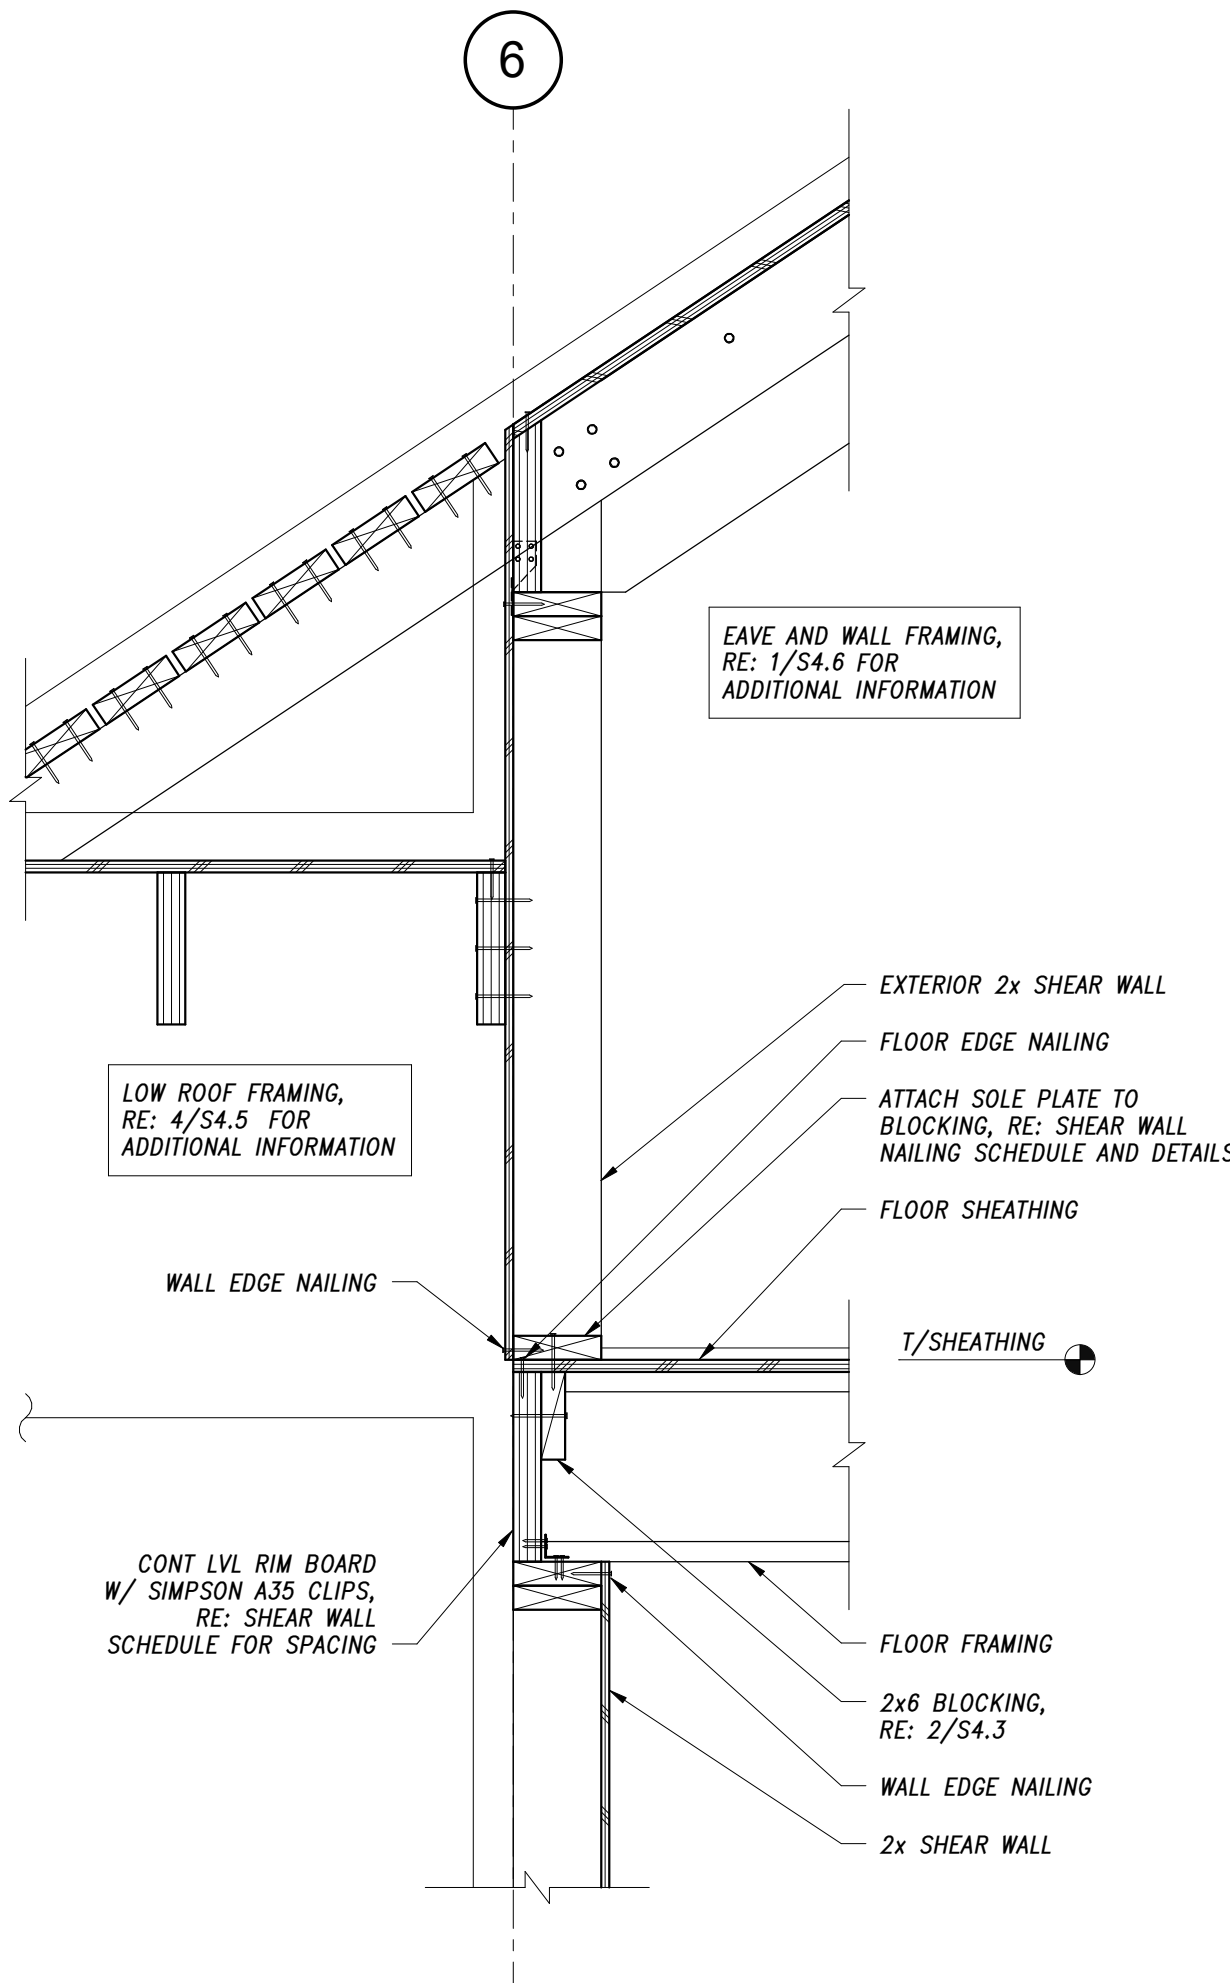 6
EAVE AND WALL FRAMING,
RE: 1/S4.6 FOR
ADDITIONAL INFORMATION
EXTERIOR 2x SHEAR WALL
FLOOR EDGE NAILING
ATTACH SOLE PLATE TO
BLOCKING, RE: SHEAR WALL
NAILING SCHEDULE AND DETAILS
FLOOR SHEATHING
LOW ROOF FRAMING,
RE: 4/S4.5 FOR
ADDITIONAL INFORMATION
WALL EDGE NAILING
T/SHEATHING
CONT LVL RIM BOARD
W/ SIMPSON A35 CLIPS,
RE: SHEAR WALL
SCHEDULE FOR SPACING
FLOOR FRAMING
2x6 BLOCKING,
RE: 2/S4.3
WALL EDGE NAILING
2x SHEAR WALL